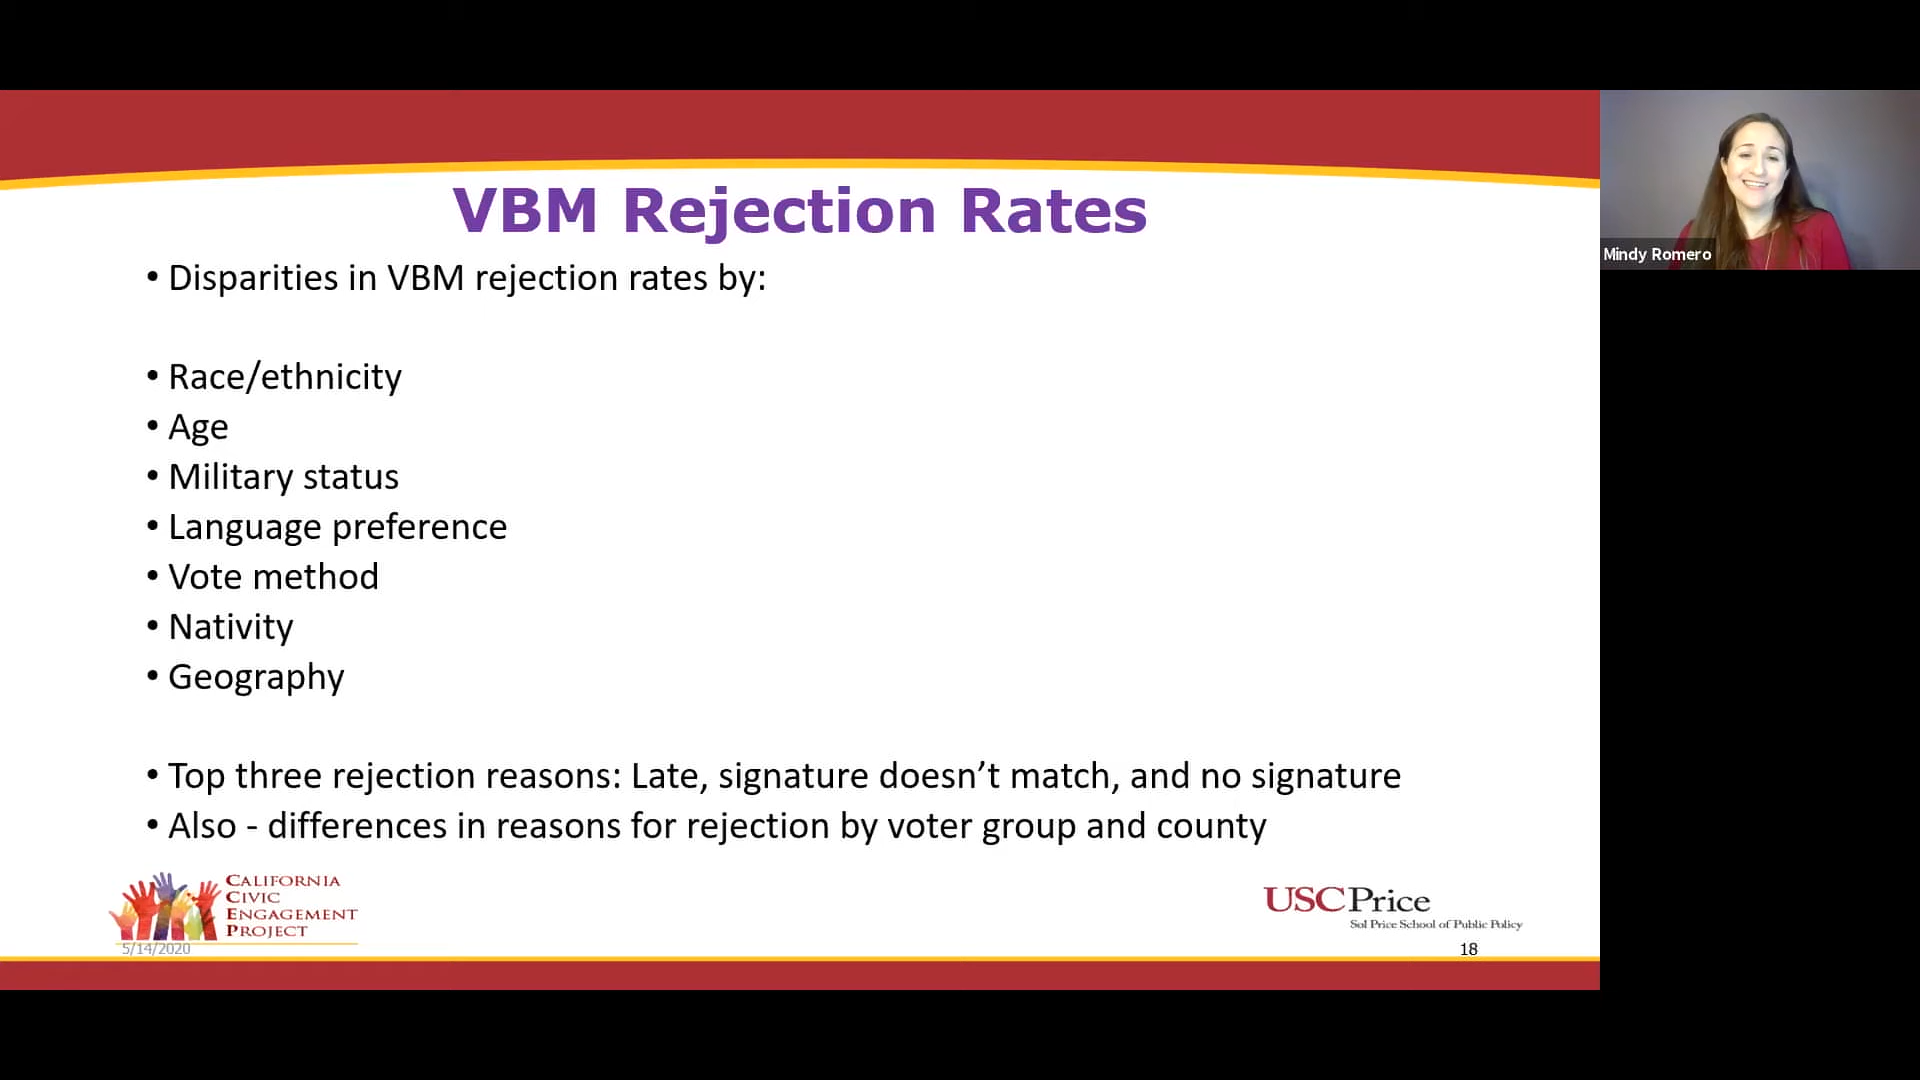 VBM Rejection Rates
• Disparities in VBM rejection rates by:
• Race/ethnicity
• Age
• Military status
• Language preference
• Vote method
• Nativity
• Geography
• Top three rejection reasons: Late, signature doesn’t match, and no signature
• Also - differences in reasons for rejection by voter group and county
CALIFORNIA
CIVIC
ENGAGEMENT
PROJECT
5/14/2020
USC Price
Sol Price School of Public Policy
18
Mindy Romero